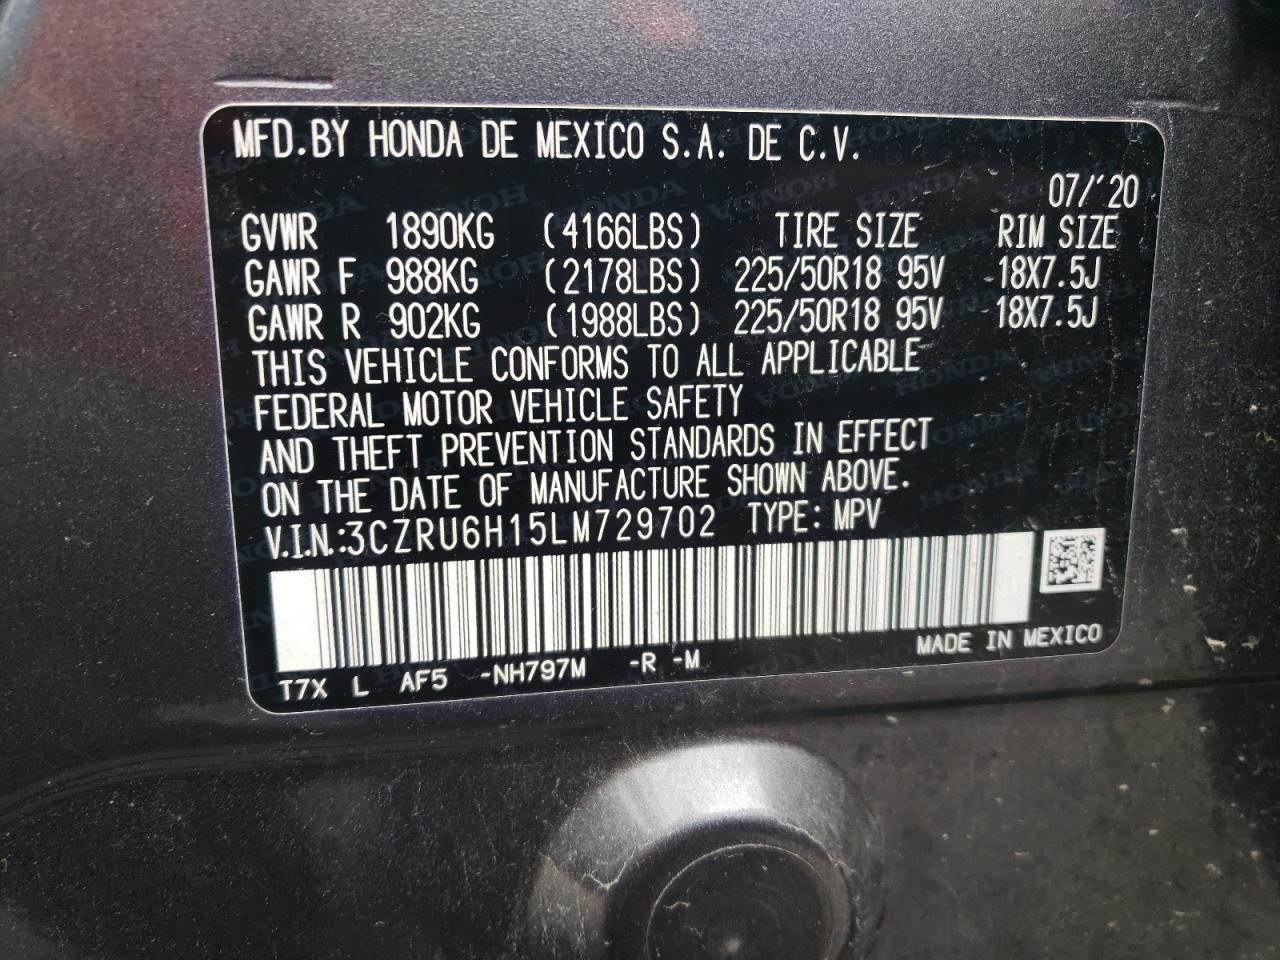 MFD.BY HONDA DE MEXICO S.A. DE C.V.
07/'20
GVWR 1890KG (4166LBS) TIRE SIZE RIM SIZE
GAWR F 988KG (2178LBS) 225/50R18 95V 18X7.5J
GAWR R 902KG (1988LBS) 225/50R18 95V 18X7.5J
THIS VEHICLE CONFORMS TO ALL APPLICABLE
FEDERAL MOTOR VEHICLE SAFETY
AND THEFT PREVENTION STANDARDS IN EFFECT
ON THE DATE OF MANUFACTURE SHOWN ABOVE.
V.I.N.:3CZRU6H15LM729702 TYPE: MPV
MADE IN MEXICO
T7X L AF5 -NH797M -R -M